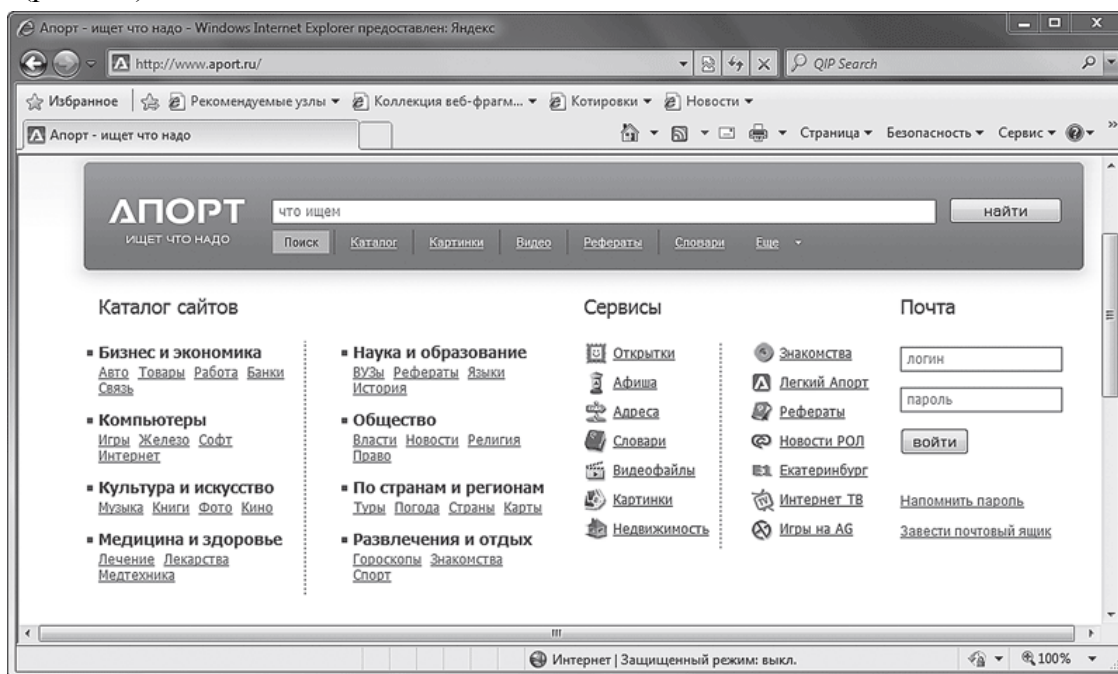 Апорт - ищет что надо - Windows Internet Explorer предоставлен: Яндекс
http://www.aport.ru/
QIP Search
Избранное Рекомендуемые узлы Коллекция веб-фрагм... Котировки Новости
Апорт - ищет что надо
Страница Безопасность Сервис
АПОРТ
ИЩЕТ ЧТО НАДО
что ищем
найти
Поиск Каталог Картинки Видео Рефераты Словари Еще
Каталог сайтов
Бизнес и экономика
Авто Товары Работа Банки
Связь
Компьютеры
Игры Железо Софт
Интернет
Культура и искусство
Музыка Книги Фото Кино
Медицина и здоровье
Лечение Лекарства
Медтехника
Наука и образование
ВУЗы Рефераты Языки
История
Общество
Власти Новости Религия
Право
По странам и регионам
Туры Погода Страны Карты
Развлечения и отдых
Гороскопы Знакомства
Спорт
Сервисы
Открытки
Афиша
Адреса
Словари
Видеофайлы
Картинки
Недвижимость
Знакомства
Легкий Апорт
Рефераты
Новости РОЛ
E1 Екатеринбург
Интернет ТВ
Игры на AG
Почта
логин
пароль
войти
Напомнить пароль
Завести почтовый ящик
Интернет | Защищенный режим: выкл.
100%